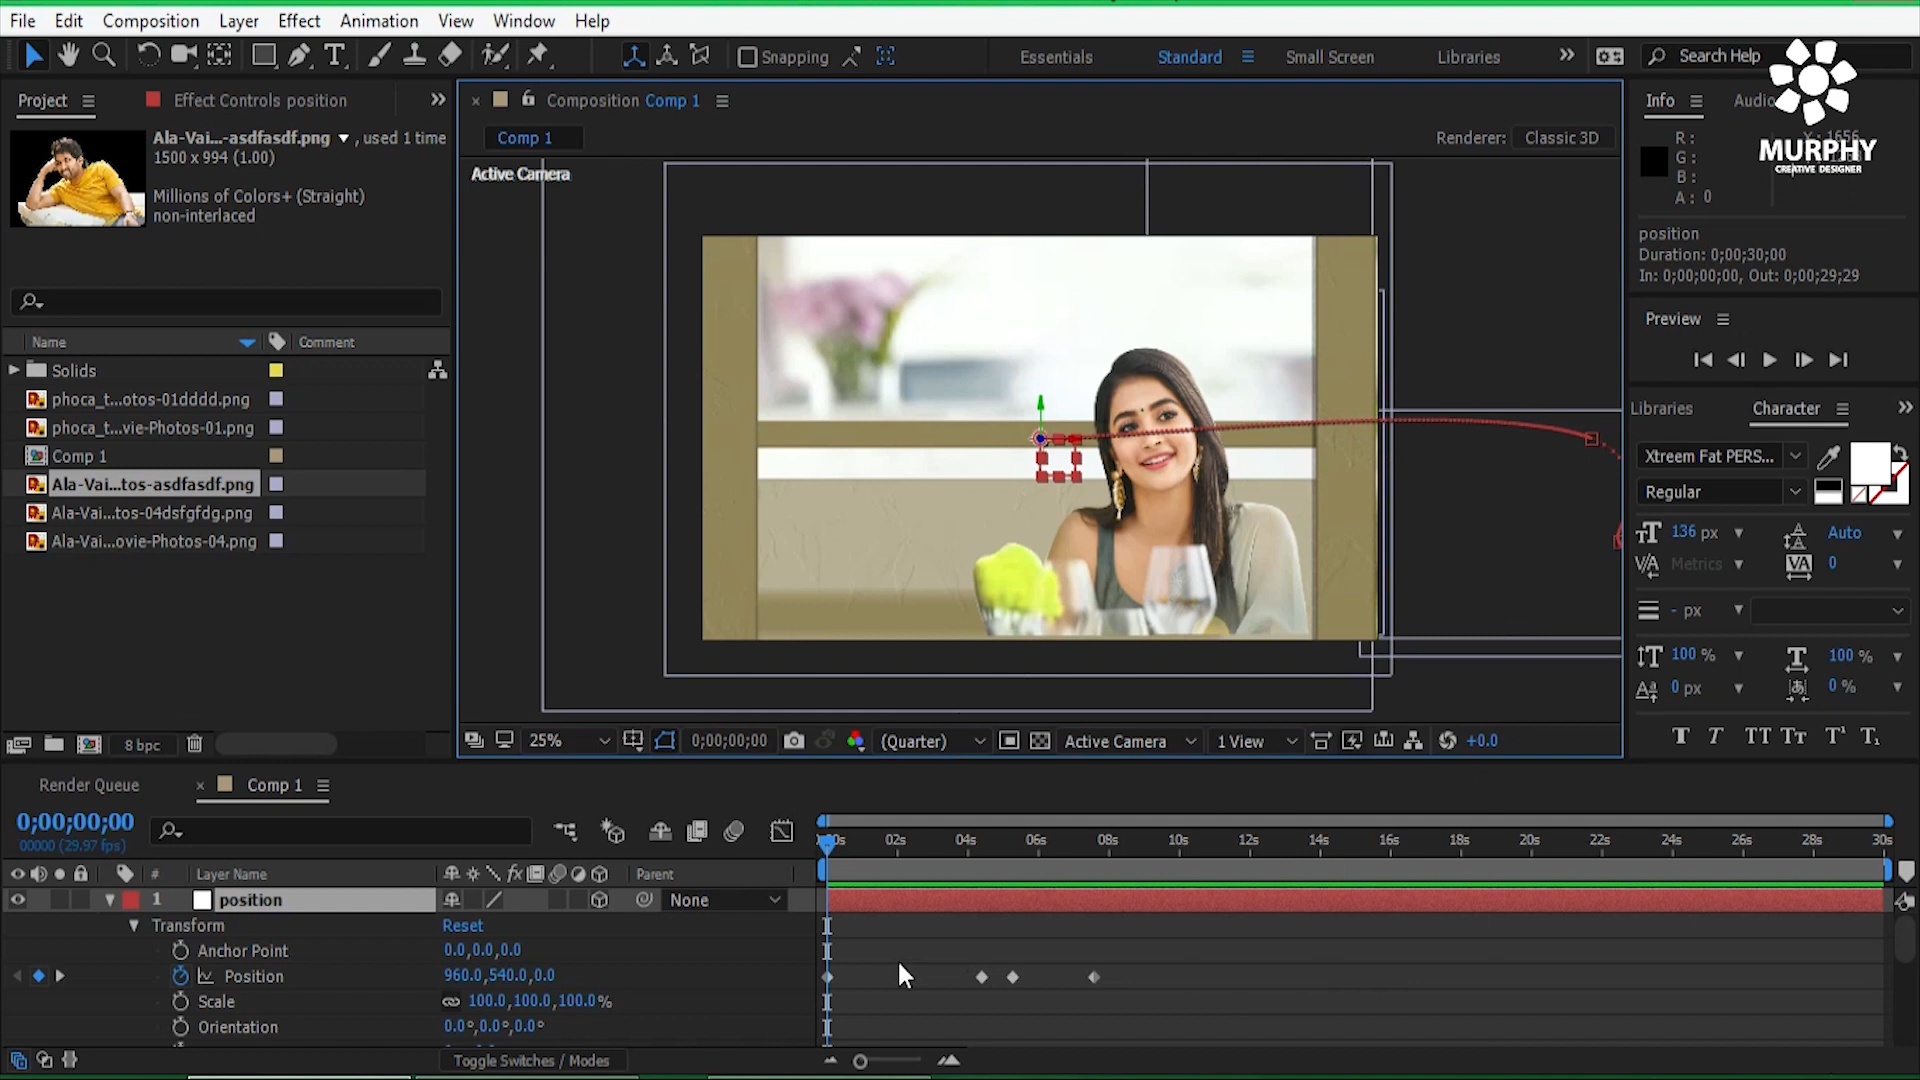 File Edit Composition Layer Effect Animation View Window Help
Snapping Essentials Standard Small Screen Libraries Search Help
Project Effect Controls position
Ala-Vai...-asdfasdf.png , used 1 time
1500 x 994 (1.00)
Millions of Colors+ (Straight)
non-interlaced
Name Comment
Solids
phoca_t...otos-01dddd.png
phoca_t...vie-Photos-01.png
Comp 1
Ala-Vai...tos-asdfasdf.png
Ala-Vai...tos-04dsfgfdg.png
Ala-Vai...ovie-Photos-04.png
8 bpc
Composition Comp 1
Comp 1
Renderer: Classic 3D
Active Camera
25% 0;00;00;00 (Quarter) Active Camera 1 View +0.0
Info Audio
R :
G :
B :
A : 0
X : 1656
MURPHY
CREATIVE DESIGNER
position
Duration: 0;00;30;00
In: 0;00;00;00, Out: 0;00;29;29
Preview
Libraries Character
Xtreem Fat PERS...
Regular
136 px Auto
Metrics 0
- px
100 % 100 %
0 px 0 %
Render Queue Comp 1
0;00;00;00
00000 (29.97 fps)
02s 04s 06s 08s 10s 12s 14s 16s 18s 20s 22s 24s 26s 28s 30s
# Layer Name Parent
1 position None
Transform Reset
Anchor Point 0.0,0.0,0.0
Position 960.0,540.0,0.0
Scale 100.0,100.0,100.0%
Orientation 0.0°,0.0°,0.0°
Toggle Switches / Modes